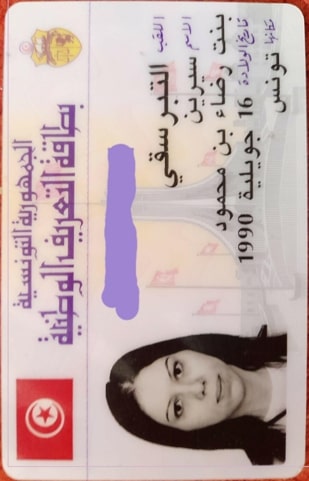 الجمهورية التونسية
بطاقة التعريف الوطنية
اللقب التبرسقي
الاسم سيرين
بنت رضاء بن محمود
تاريخ الولادة 16 جويلية 1990
مكانها تونس